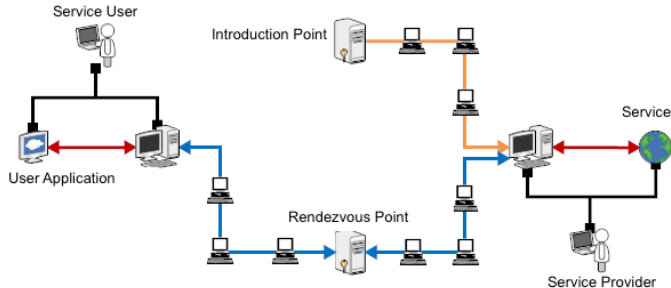 Service User
Introduction Point
Service
User Application
Rendezvous Point
Service Provider